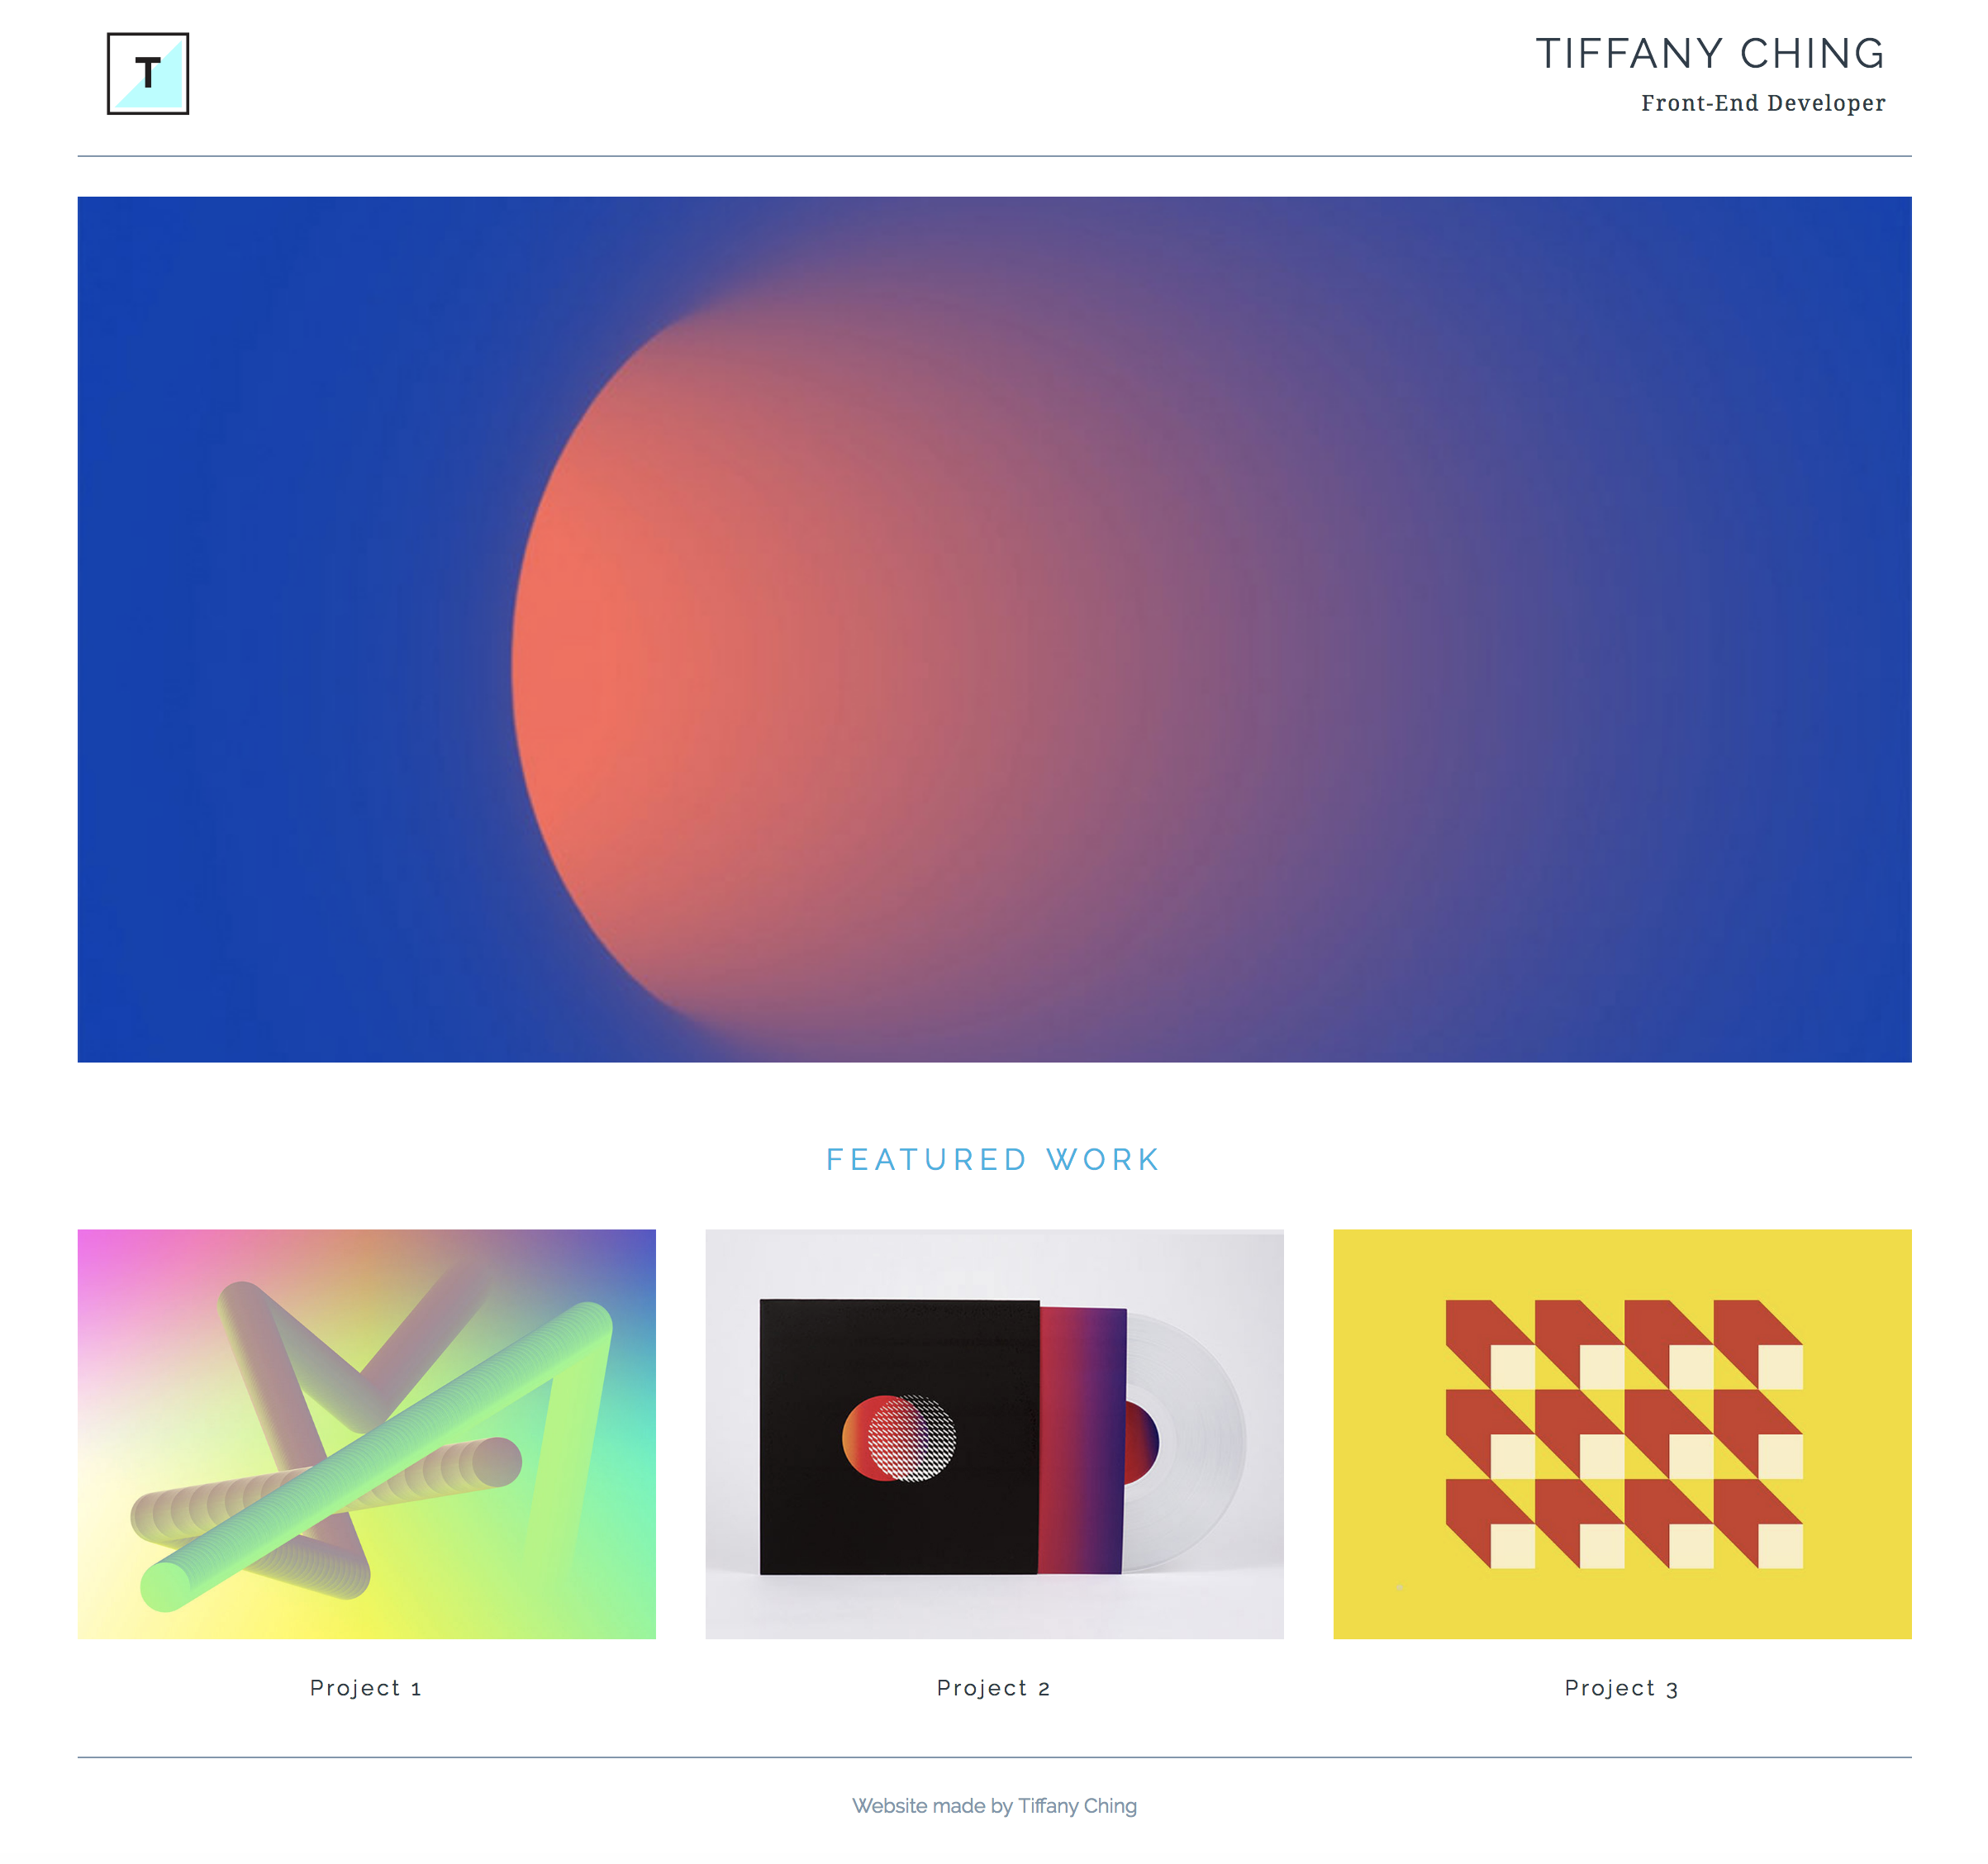 T
TIFFANY CHING
Front-End Developer
FEATURED WORK
Project 1
Project 2
Project 3
Website made by Tiffany Ching